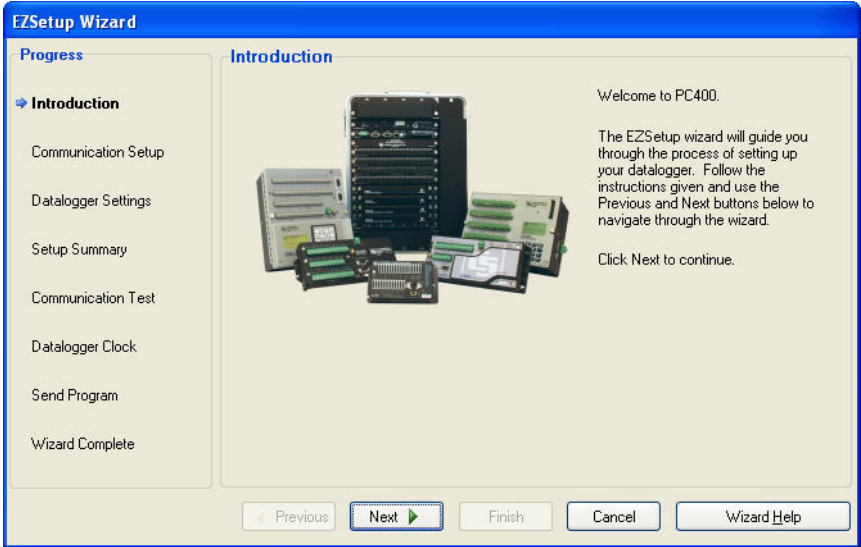 EZSetup Wizard
Progress
Introduction
Communication Setup
Datalogger Settings
Setup Summary
Communication Test
Datalogger Clock
Send Program
Wizard Complete
Introduction
Welcome to PC400.
The EZSetup wizard will guide you
through the process of setting up
your datalogger. Follow the
instructions given and use the
Previous and Next buttons below to
navigate through the wizard.
Click Next to continue.
Previous
Next
Finish
Cancel
Wizard Help